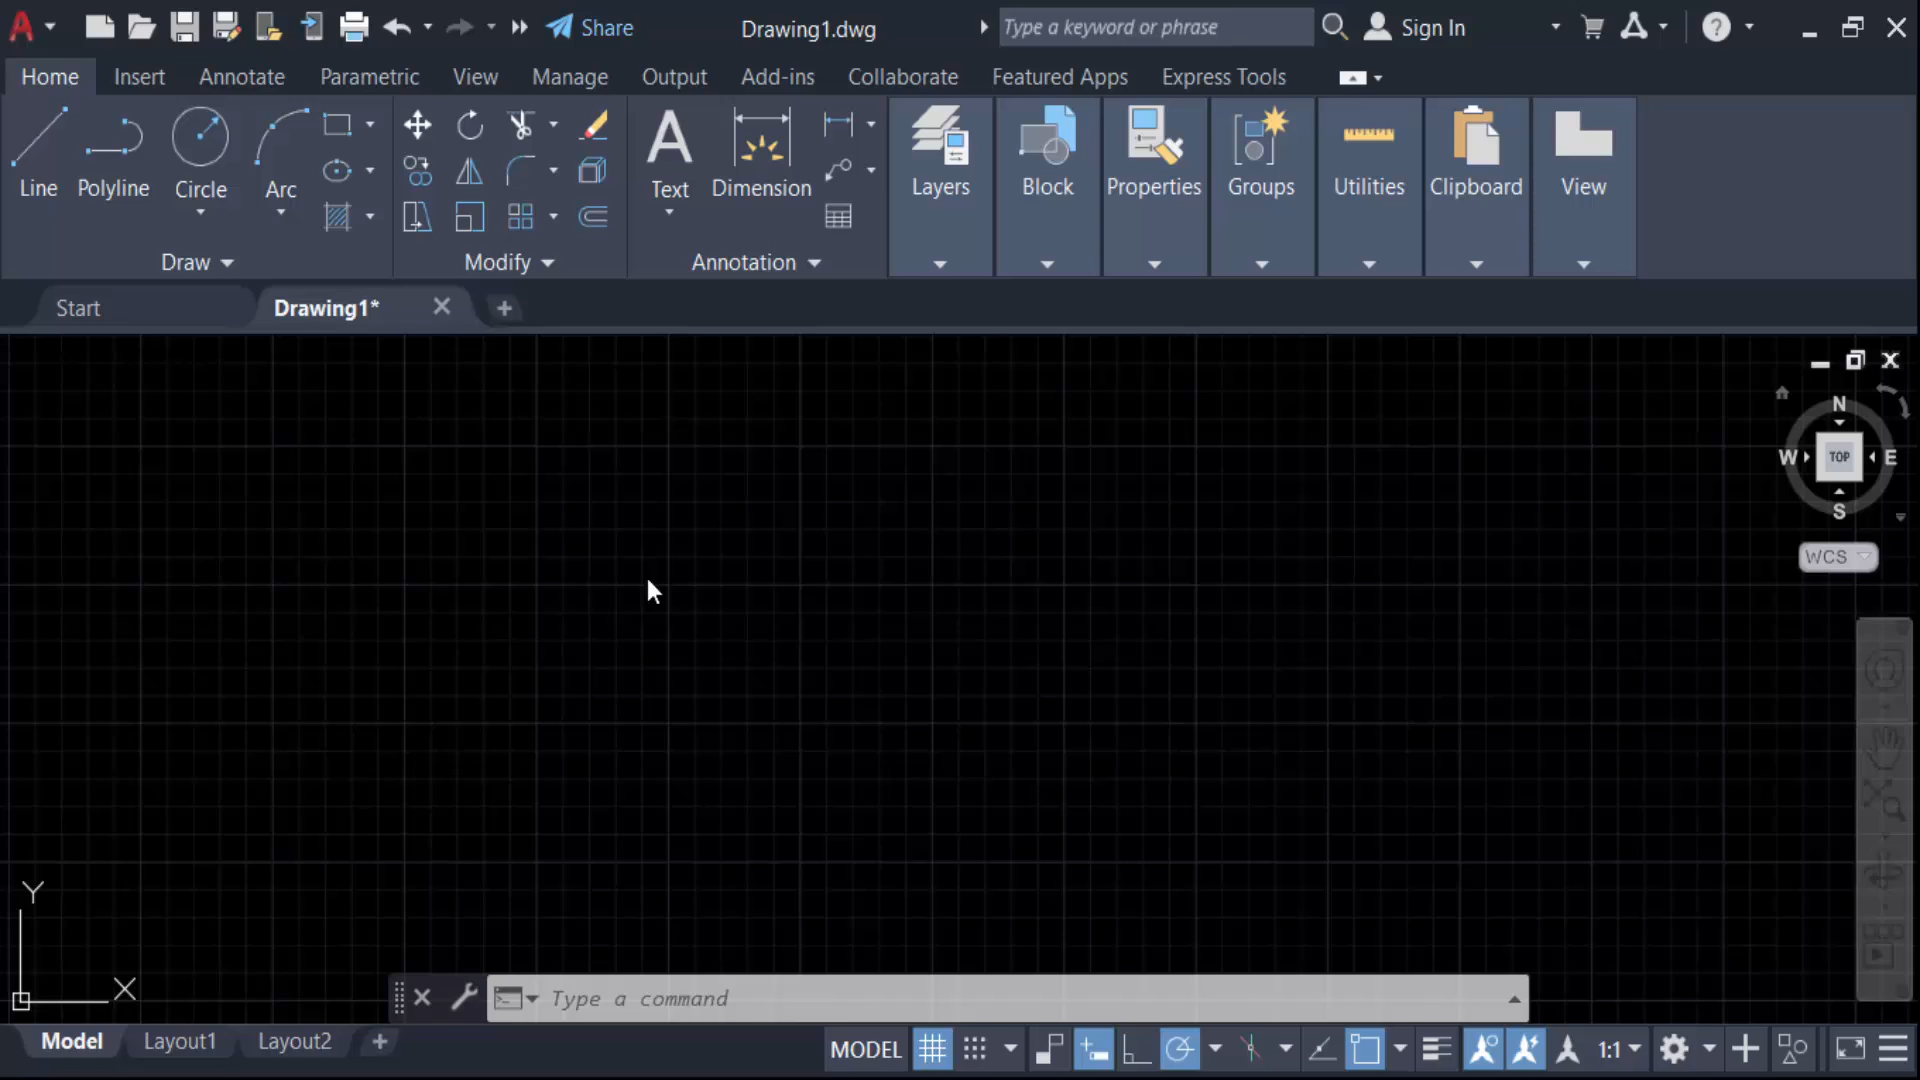 Share
Drawing1.dwg
Type a keyword or phrase
Sign In
Home Insert Annotate Parametric View Manage Output Add-ins Collaborate Featured Apps Express Tools
Line Polyline Circle Arc
Text Dimension
Layers Block Properties Groups Utilities Clipboard View
Draw Modify Annotation
Start Drawing1*
N
W TOP E
S
WCS
Y
X
Type a command
Model Layout1 Layout2
MODEL 1:1